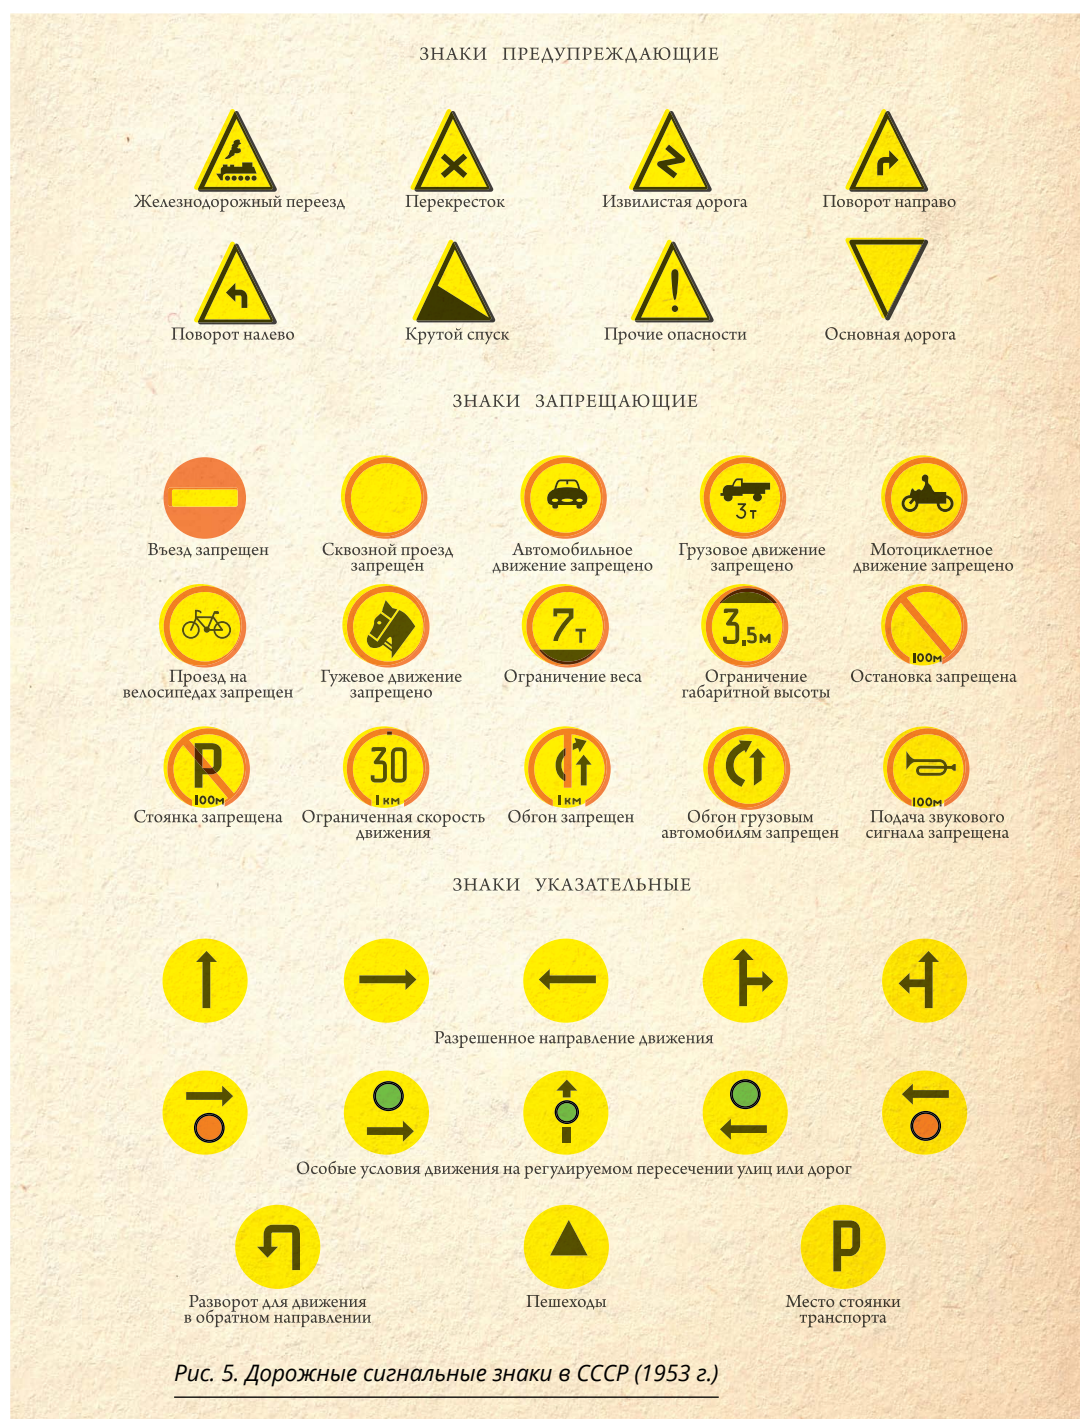 ЗНАКИ ПРЕДУПРЕЖДАЮЩИЕ
Железнодорожный переезд
Перекресток
Извилистая дорога
Поворот направо
Поворот налево
Крутой спуск
Прочие опасности
Основная дорога
ЗНАКИ ЗАПРЕЩАЮЩИЕ
3т
Въезд запрещен
Сквозной проезд
запрещен
Автомобильное
движение запрещено
Грузовое движение
запрещено
Мотоциклетное
движение запрещено
7т
3,5м
100м
Проезд на
велосипедах запрещен
Гужевое движение
запрещено
Ограничение веса
Ограничение
габаритной высоты
Остановка запрещена
Р
100м
30
1 км
1 км
100м
Стоянка запрещена
Ограниченная скорость
движения
Обгон запрещен
Обгон грузовым
автомобилям запрещен
Подача звукового
сигнала запрещена
ЗНАКИ УКАЗАТЕЛЬНЫЕ
Разрешенное направление движения
Особые условия движения на регулируемом пересечении улиц или дорог
Р
Разворот для движения
в обратном направлении
Пешеходы
Место стоянки
транспорта
Рис. 5. Дорожные сигнальные знаки в СССР (1953 г.)